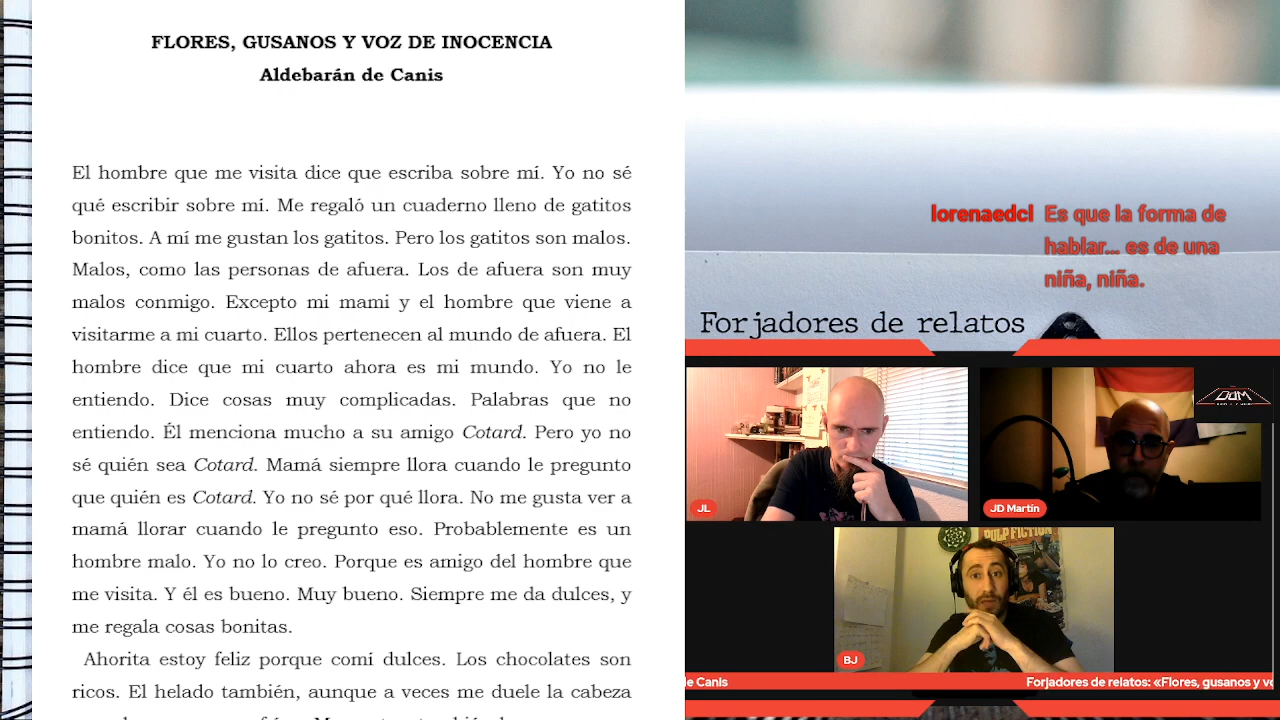 FLORES, GUSANOS Y VOZ DE INOCENCIA
Aldebarán de Canis
El hombre que me visita dice que escriba sobre mí. Yo no sé
qué escribir sobre mí. Me regaló un cuaderno lleno de gatitos
bonitos. A mí me gustan los gatitos. Pero los gatitos son malos.
Malos, como las personas de afuera. Los de afuera son muy
malos conmigo. Excepto mi mami y el hombre que viene a
visitarme a mi cuarto. Ellos pertenecen al mundo de afuera. El
hombre dice que mi cuarto ahora es mi mundo. Yo no le
entiendo. Dice cosas muy complicadas. Palabras que no
entiendo. Él menciona mucho a su amigo Cotard. Pero yo n
sé quién sea Cotard. Mamá siempre llora cuando le pregunto
que quién es Cotard. Yo no sé por qué llora. No me gusta ver a
mamá llorar cuando le pregunto eso. Probablemente es un
hombre malo. Yo no lo creo. Porque es amigo del hombre que
me visita. Y él es bueno. Muy bueno. Siempre me da dulces, y
me regala cosas bonitas.
Ahorita estoy feliz porque comí dulces. Los chocolates son
ricos. El helado también, aunque a veces me duele la cabeza
lorenaedcl Es que la forma de
hablar... es de una
niña, niña.
Forjadores de relatos
JL
JD Martín
PULP FICTION
BJ
e Canis
Forjadores de relatos: «Flores, gusanos y v